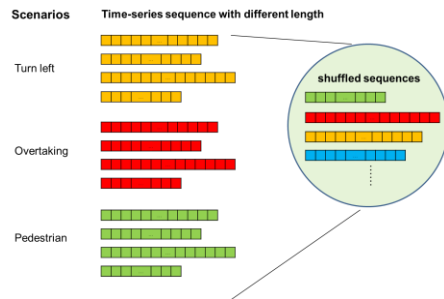 Scenarios
Time-series sequence with different length
Turn left
shuffled sequences
Overtaking
Pedestrian